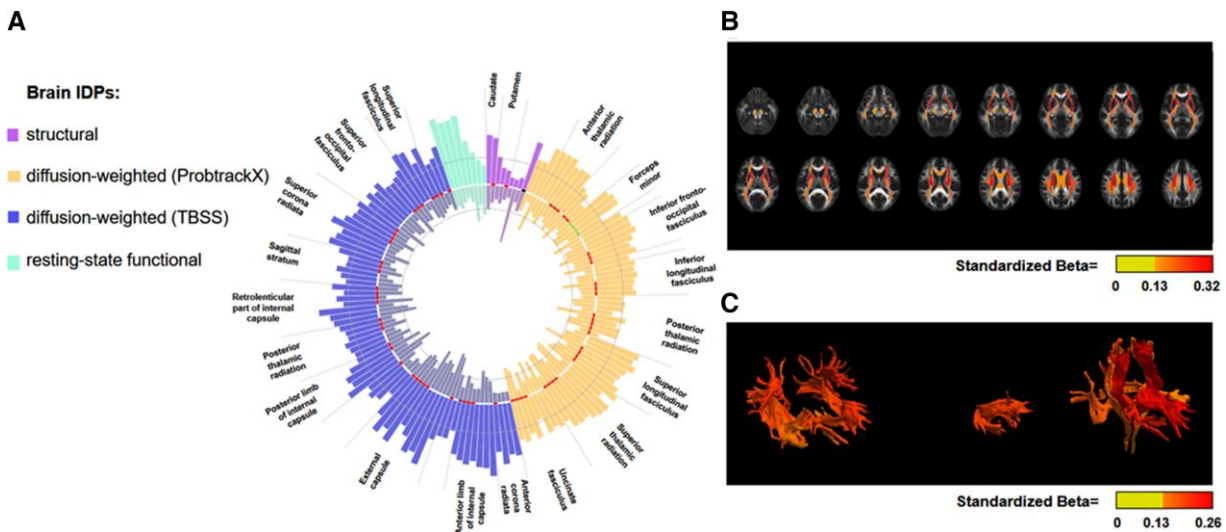 A
Brain IDPs:
structural
diffusion-weighted (ProbtrackX)
diffusion-weighted (TBSS)
resting-state functional
Caudate
Putamen
Anterior
thalamic
radiation
Forceps
minor
Inferior fronto-
occipital
fasciculus
Inferior
longitudinal
fasciculus
Posterior
thalamic
radiation
Superior
longitudinal
fasciculus
Superior
thalamic
radiation
Uncinate
fasciculus
Anterior
corona
radiata
Anterior limb
of internal
capsule
External
capsule
Posterior limb
of internal
capsule
Posterior
thalamic
radiation
Retrolenticular
part of internal
capsule
Sagittal
stratum
Superior
corona
radiata
Superior
fronto-
occipital
fasciculus
Superior
longitudinal
fasciculus
B
Standardized Beta=
0 0.13 0.32
C
Standardized Beta=
0 0.13 0.26